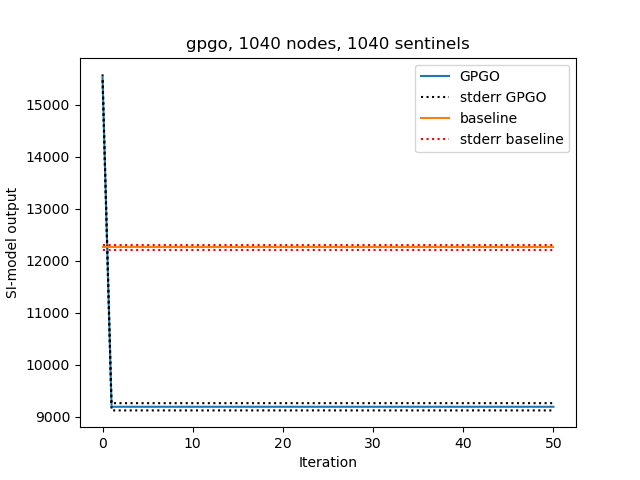 gpgo, 1040 nodes, 1040 sentinels
GPGO
stderr GPGO
baseline
stderr baseline
SI-model output
15000
14000
13000
12000
11000
10000
9000
0 10 20 30 40 50
Iteration